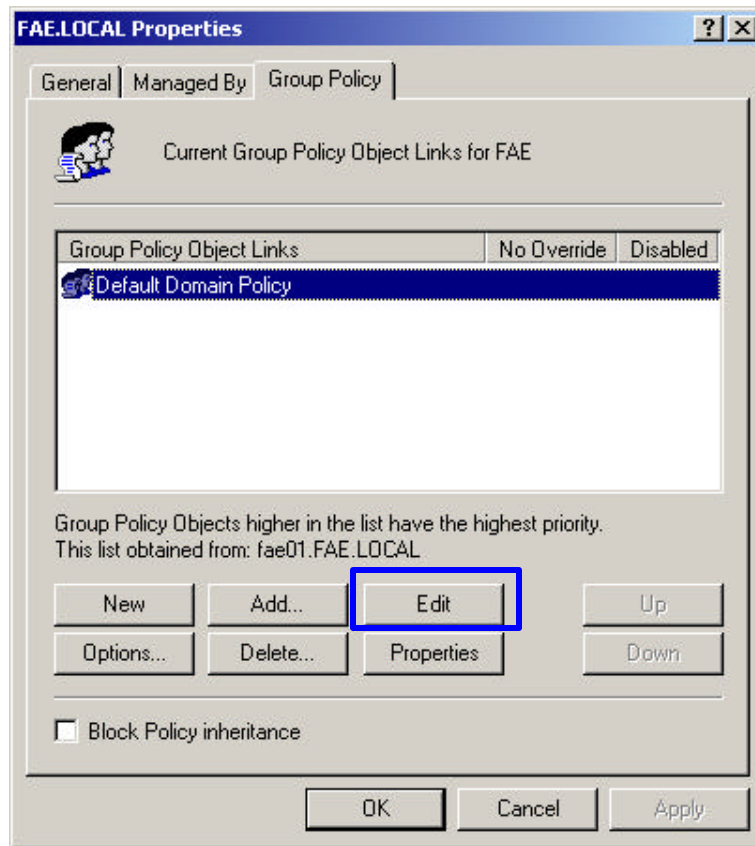 FAE.LOCAL Properties ? X
General Managed By Group Policy
Current Group Policy Object Links for FAE
Group Policy Object Links No Override Disabled
Default Domain Policy
Group Policy Objects higher in the list have the highest priority.
This list obtained from: fae01.FAE.LOCAL
New Add... Edit Up
Options... Delete... Properties Down
Block Policy inheritance
OK Cancel Apply